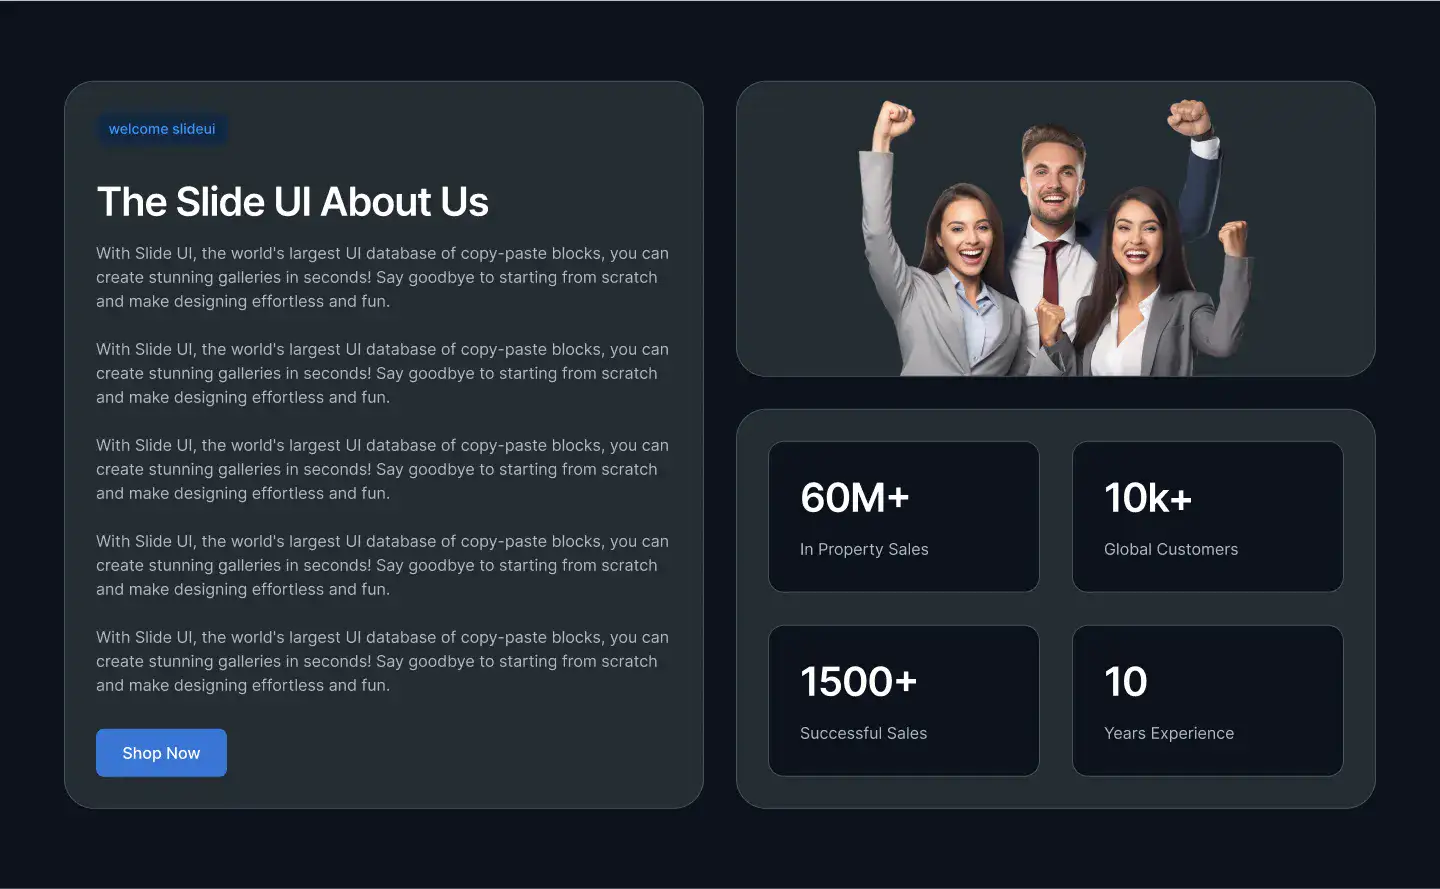 welcome slideui
The Slide UI About Us
With Slide UI, the world's largest UI database of copy-paste blocks, you can
create stunning galleries in seconds! Say goodbye to starting from scratch
and make designing effortless and fun.
With Slide UI, the world's largest UI database of copy-paste blocks, you can
create stunning galleries in seconds! Say goodbye to starting from scratch
and make designing effortless and fun.
With Slide UI, the world's largest UI database of copy-paste blocks, you can
create stunning galleries in seconds! Say goodbye to starting from scratch
and make designing effortless and fun.
With Slide UI, the world's largest UI database of copy-paste blocks, you can
create stunning galleries in seconds! Say goodbye to starting from scratch
and make designing effortless and fun.
With Slide UI, the world's largest UI database of copy-paste blocks, you can
create stunning galleries in seconds! Say goodbye to starting from scratch
and make designing effortless and fun.
Shop Now
60M+
In Property Sales
10k+
Global Customers
1500+
Successful Sales
10
Years Experience